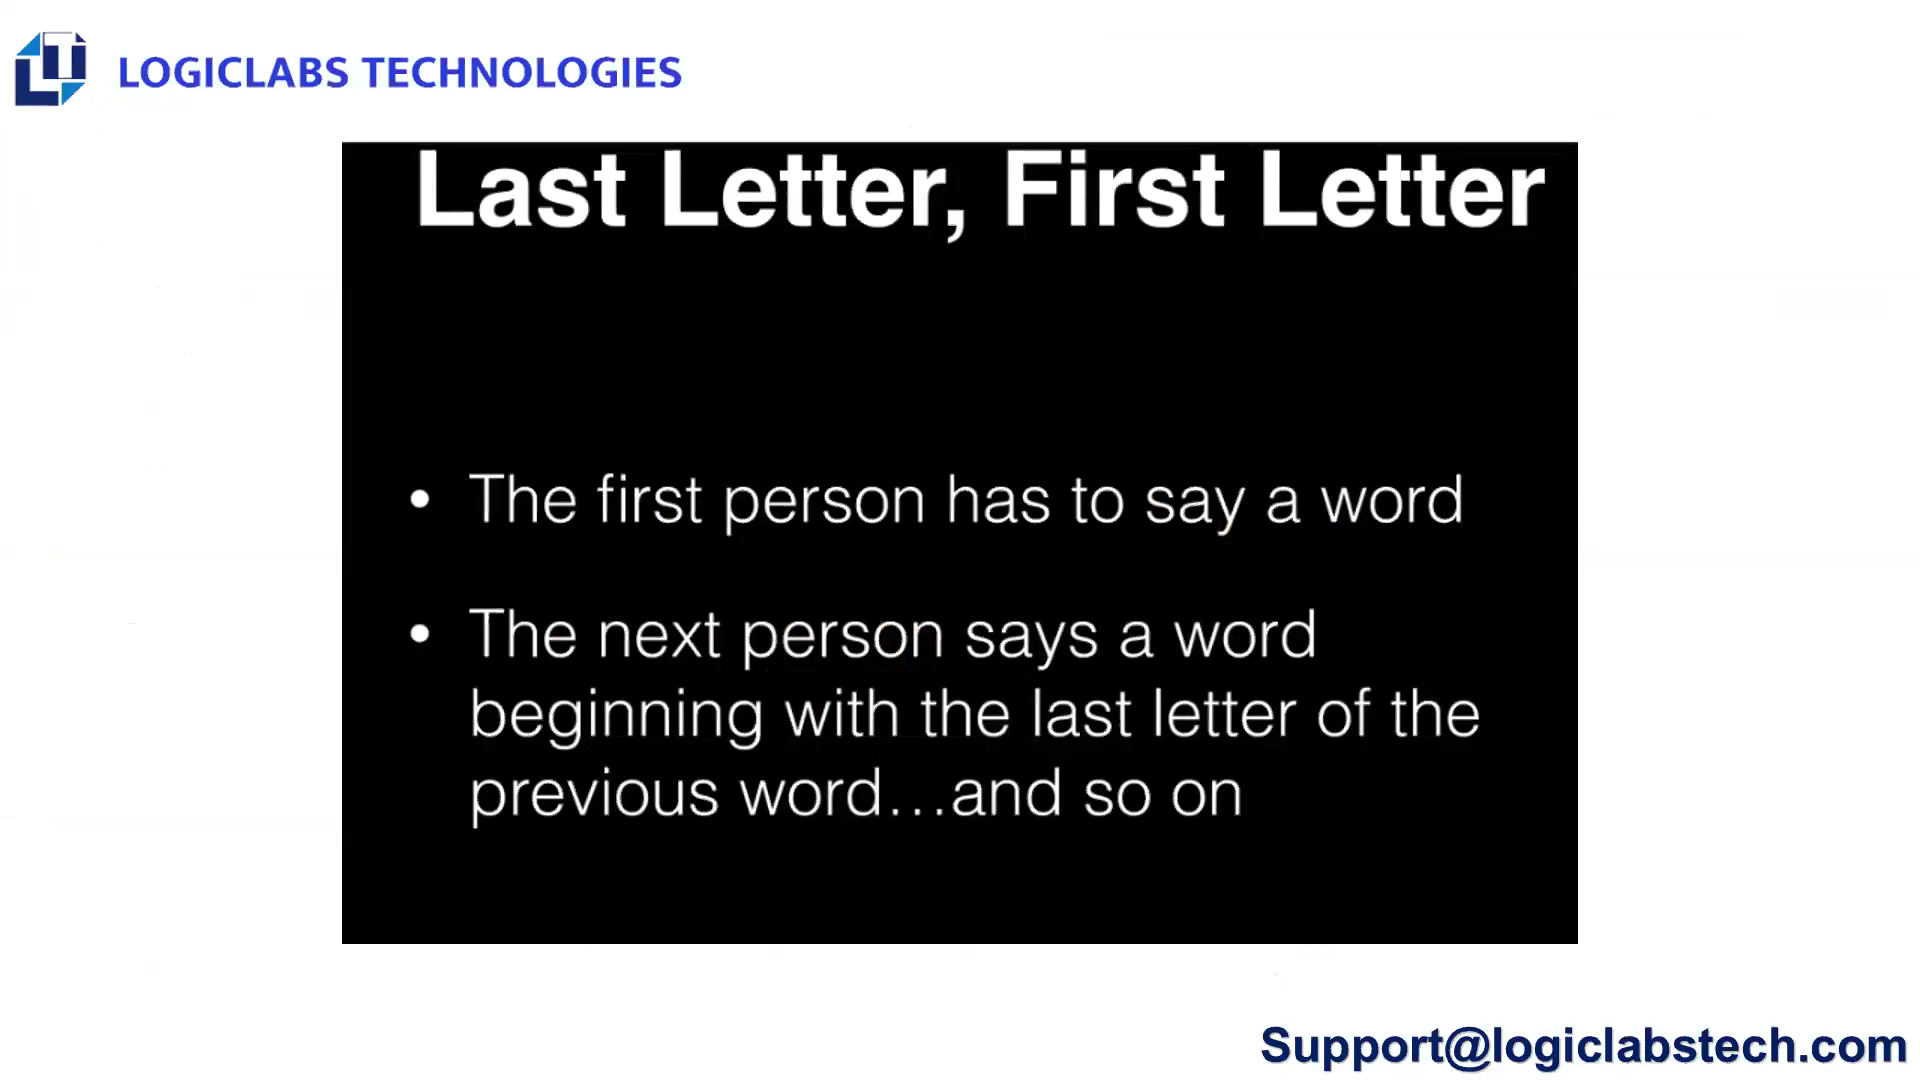 LOGICLABS TECHNOLOGIES
Last Letter, First Letter
• The first person has to say a word
• The next person says a word
beginning with the last letter of the
previous word...and so on
Support@logiclabstech.com